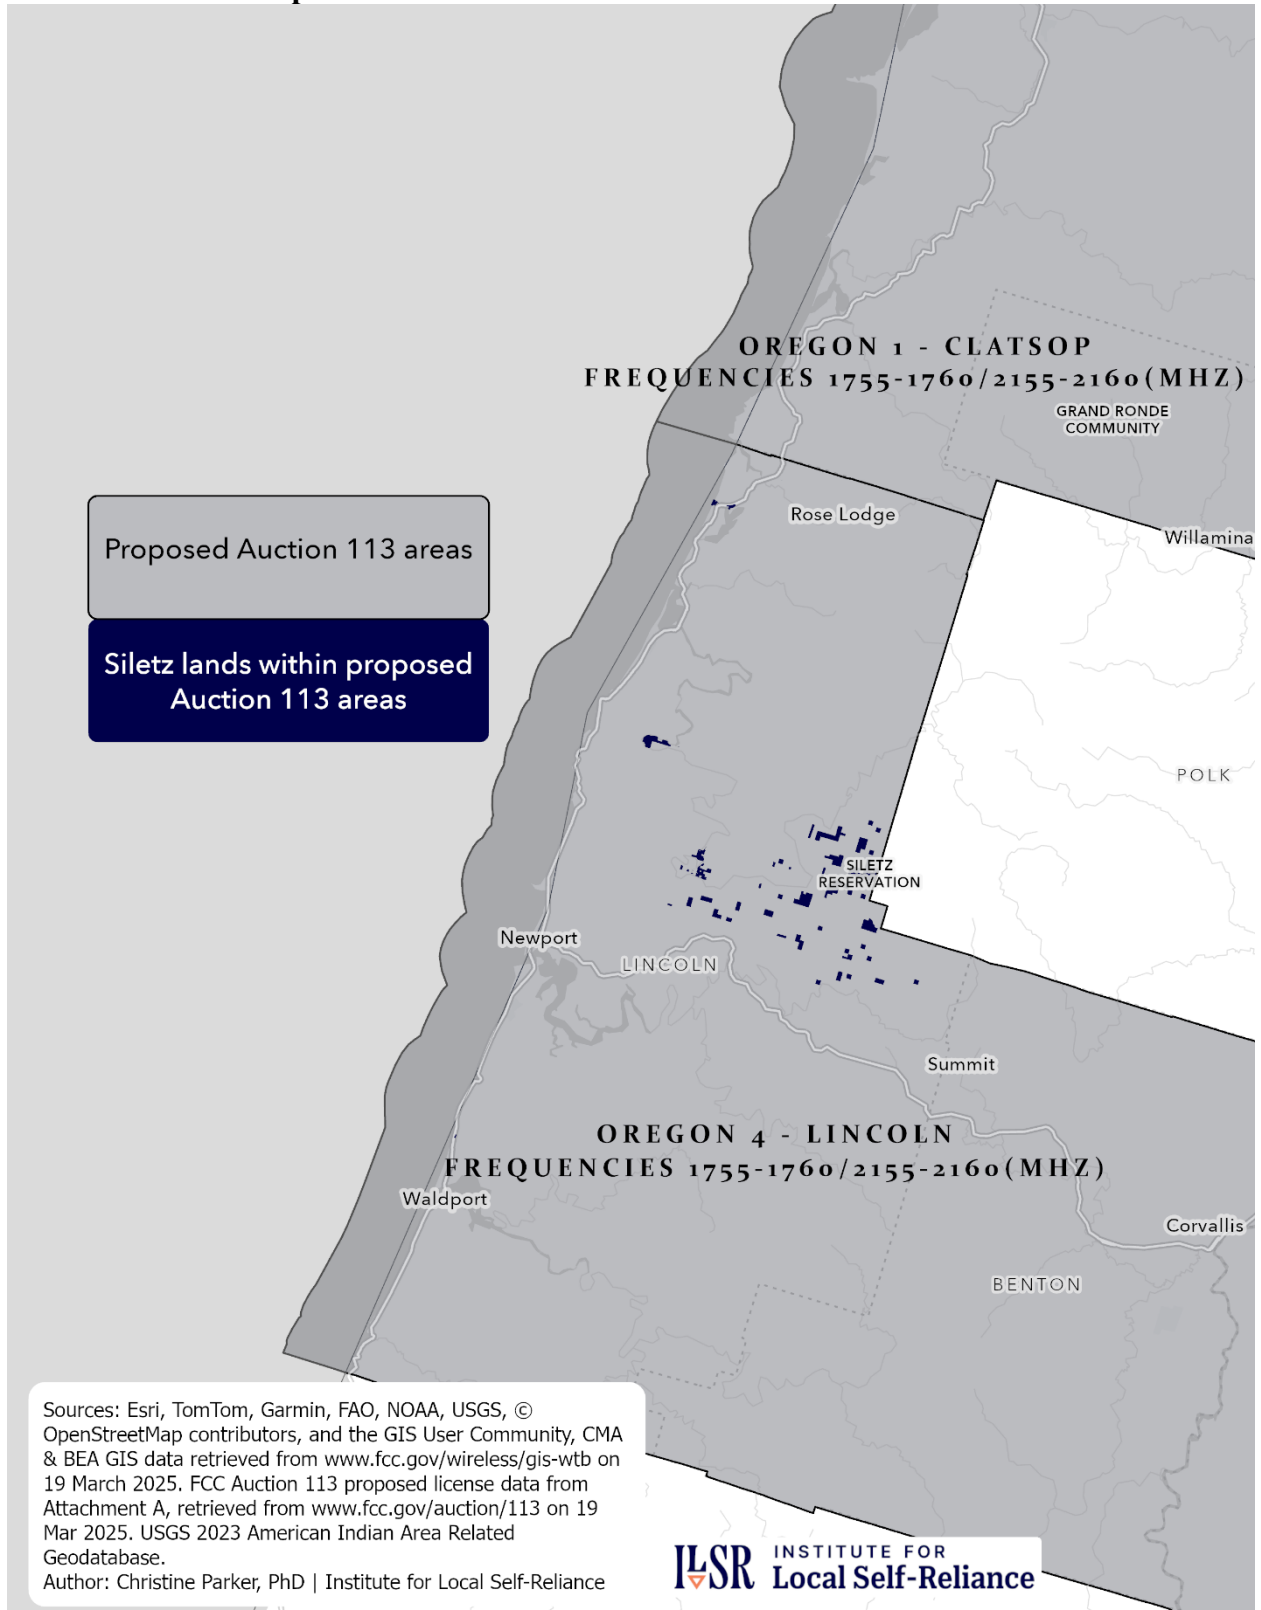 OREGON 1 - CLATSOP
FREQUENCIES 1755-1760/2155-2160(MHZ)
GRAND RONDE
COMMUNITY
Rose Lodge
Willamina
Proposed Auction 113 areas
Siletz lands within proposed
Auction 113 areas
POLK
SILETZ
RESERVATION
Newport
LINCOLN
Summit
OREGON 4 - LINCOLN
FREQUENCIES 1755-1760/2155-2160(MHZ)
Waldport
Corvallis
BENTON
Sources: Esri, TomTom, Garmin, FAO, NOAA, USGS, ©
OpenStreetMap contributors, and the GIS User Community, CMA
& BEA GIS data retrieved from www.fcc.gov/wireless/gis-wtb on
19 March 2025. FCC Auction 113 proposed license data from
Attachment A, retrieved from www.fcc.gov/auction/113 on 19
Mar 2025. USGS 2023 American Indian Area Related
Geodatabase.
Author: Christine Parker, PhD | Institute for Local Self-Reliance
ILSR INSTITUTE FOR
Local Self-Reliance